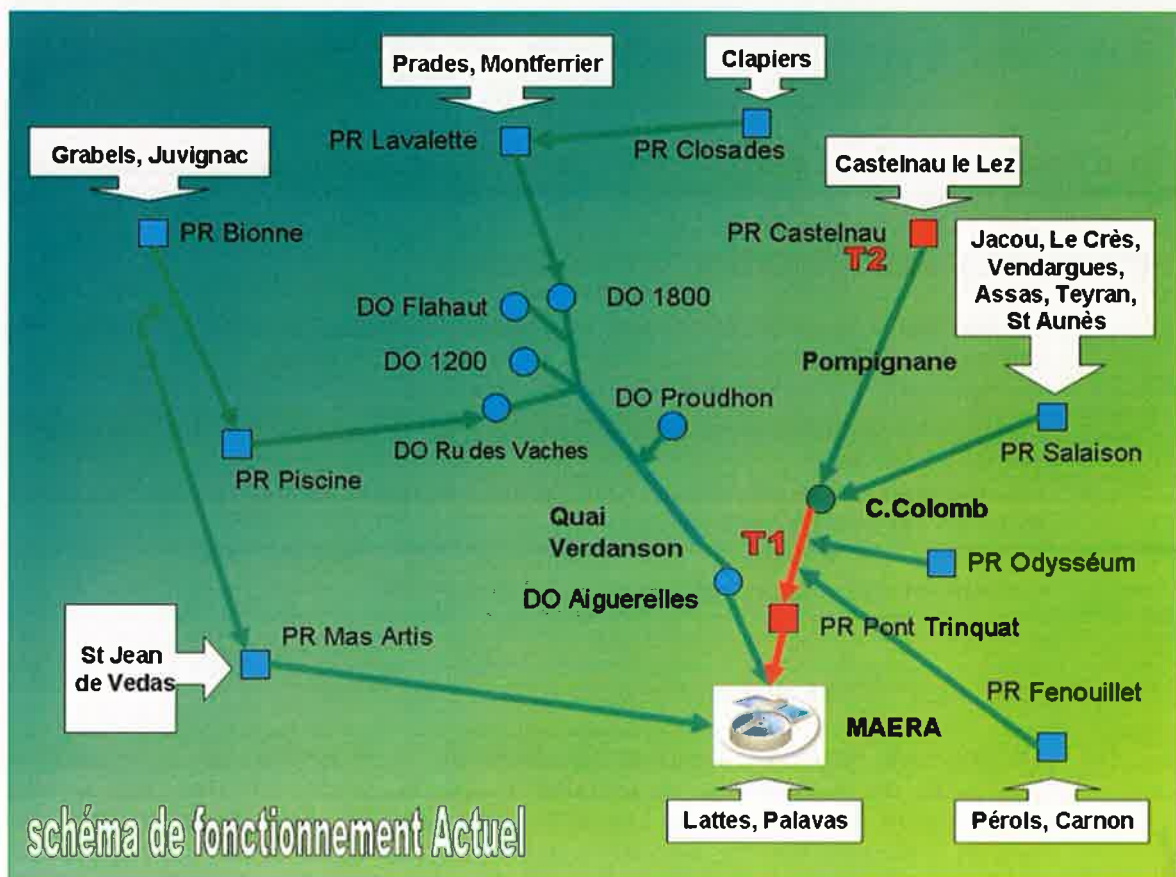 Prades, Montferrier
Clapiers
PR Lavalette
PR Closades
Grabels, Juvignac
Castelnau le Lez
PR Bionne
PR Castelnau
T2
Jacou, Le Crès,
Vendargues,
Assas, Teyran,
St Aunès
DO Flahaut
DO 1800
DO 1200
Pompignane
DO Proudhon
DO Ru des Vaches
PR Piscine
PR Salaison
C.Colomb
Quai
Verdanson
T1
PR Odysséum
DO Aiguerelles
PR Pont Trinquat
PR Mas Artis
St Jean
de Vedas
PR Fenouillet
MAERA
Lattes, Palavas
Pérols, Carnon
schéma de fonctionnement Actuel